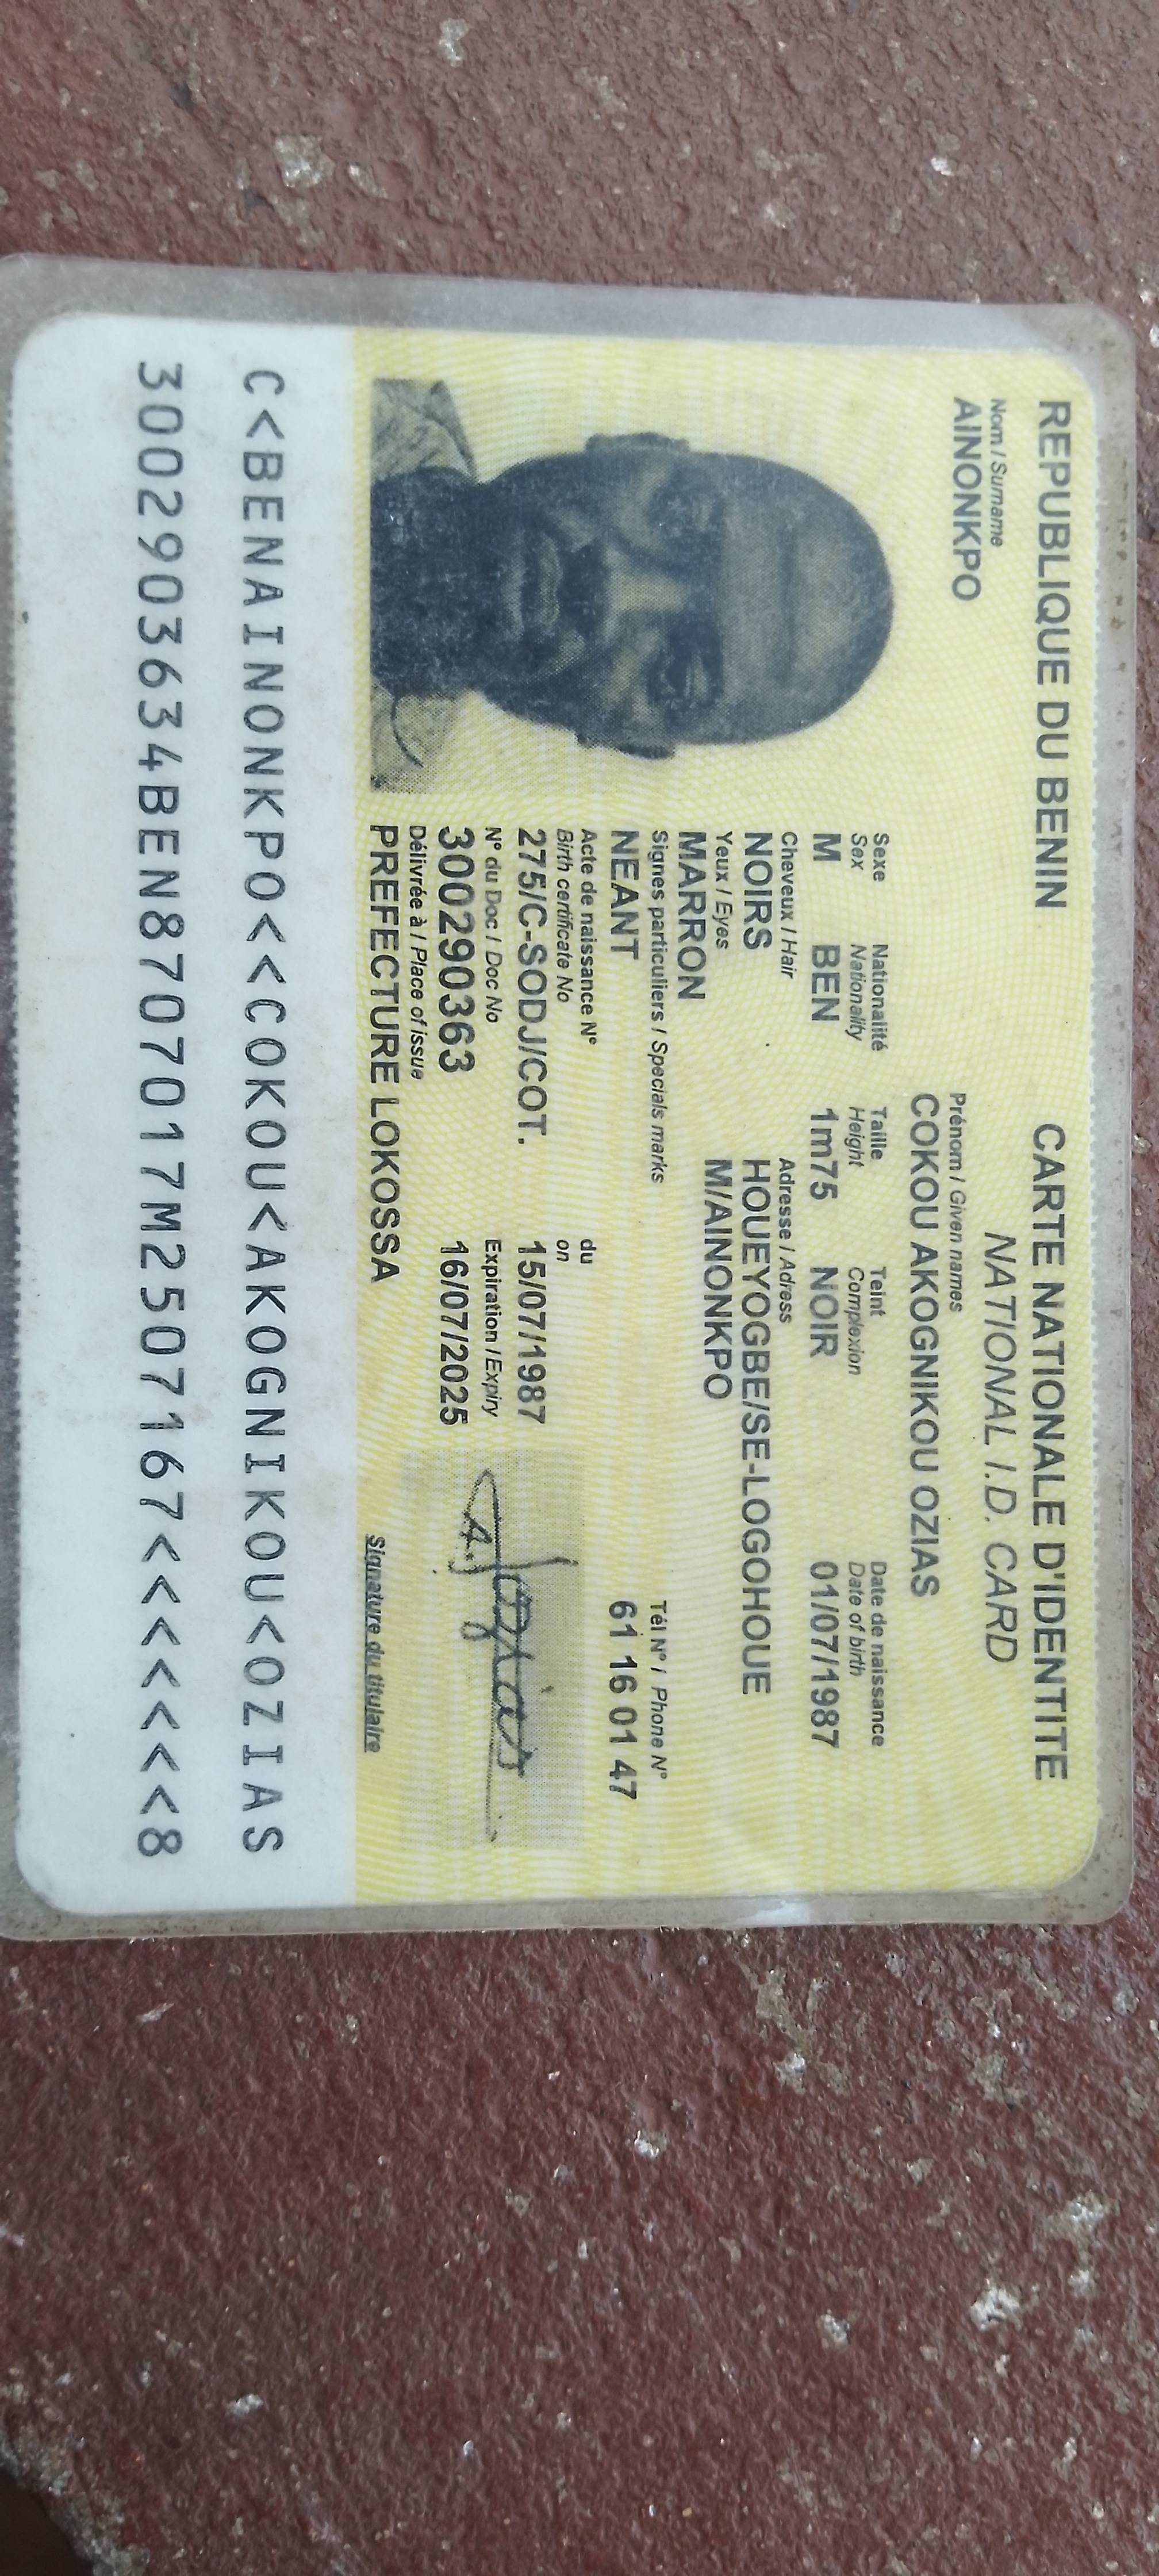 REPUBLIQUE DU BENIN
CARTE NATIONALE D'IDENTITE
NATIONAL I.D. CARD
Nom / Surname
AINONKPO
Prénom / Given names
COKOU AKOGNIKOU OZIAS
Sexe Nationalité Taille Teint Date de naissance
Sex Nationality Height Complexion Date of birth
M BEN 1m75 NOIR 01/07/1987
Cheveux / Hair Adresse / Adress
NOIRS HOUEYOGBE/SE-LOGOHOUE
Yeux / Eyes M/AINONKPO
MARRON
Signes particuliers / Specials marks Tél N° / Phone N°
NEANT 61 16 01 47
Acte de naissance N° du
Birth certificate No on
275/C-SODJ/COT. 15/07/1987
N° du Doc / Doc No Expiration / Expiry
300290363 16/07/2025
Délivrée à / Place of issue
PREFECTURE LOKOSSA
Signature du titulaire
C<BENAINONKPO<<COKOU<AKOGNIKOU<OZIAS
3002903634BEN8707017M2507167<<<<<<<8